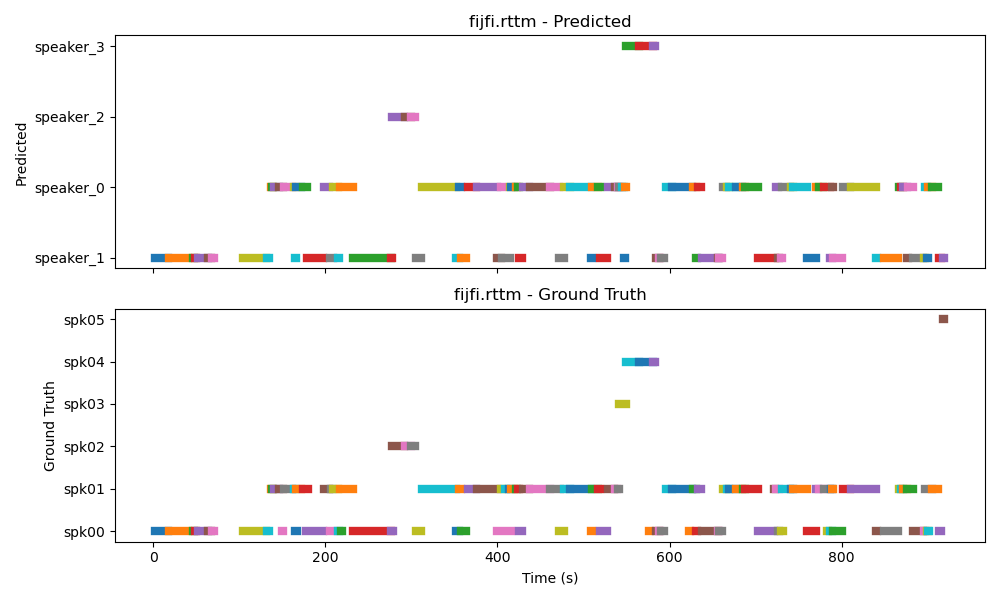 fijfi.rttm - Predicted
speaker_3
speaker_2
speaker_0
speaker_1
Predicted
fijfi.rttm - Ground Truth
spk05
spk04
spk03
spk02
spk01
spk00
Ground Truth
0 200 400 600 800
Time (s)